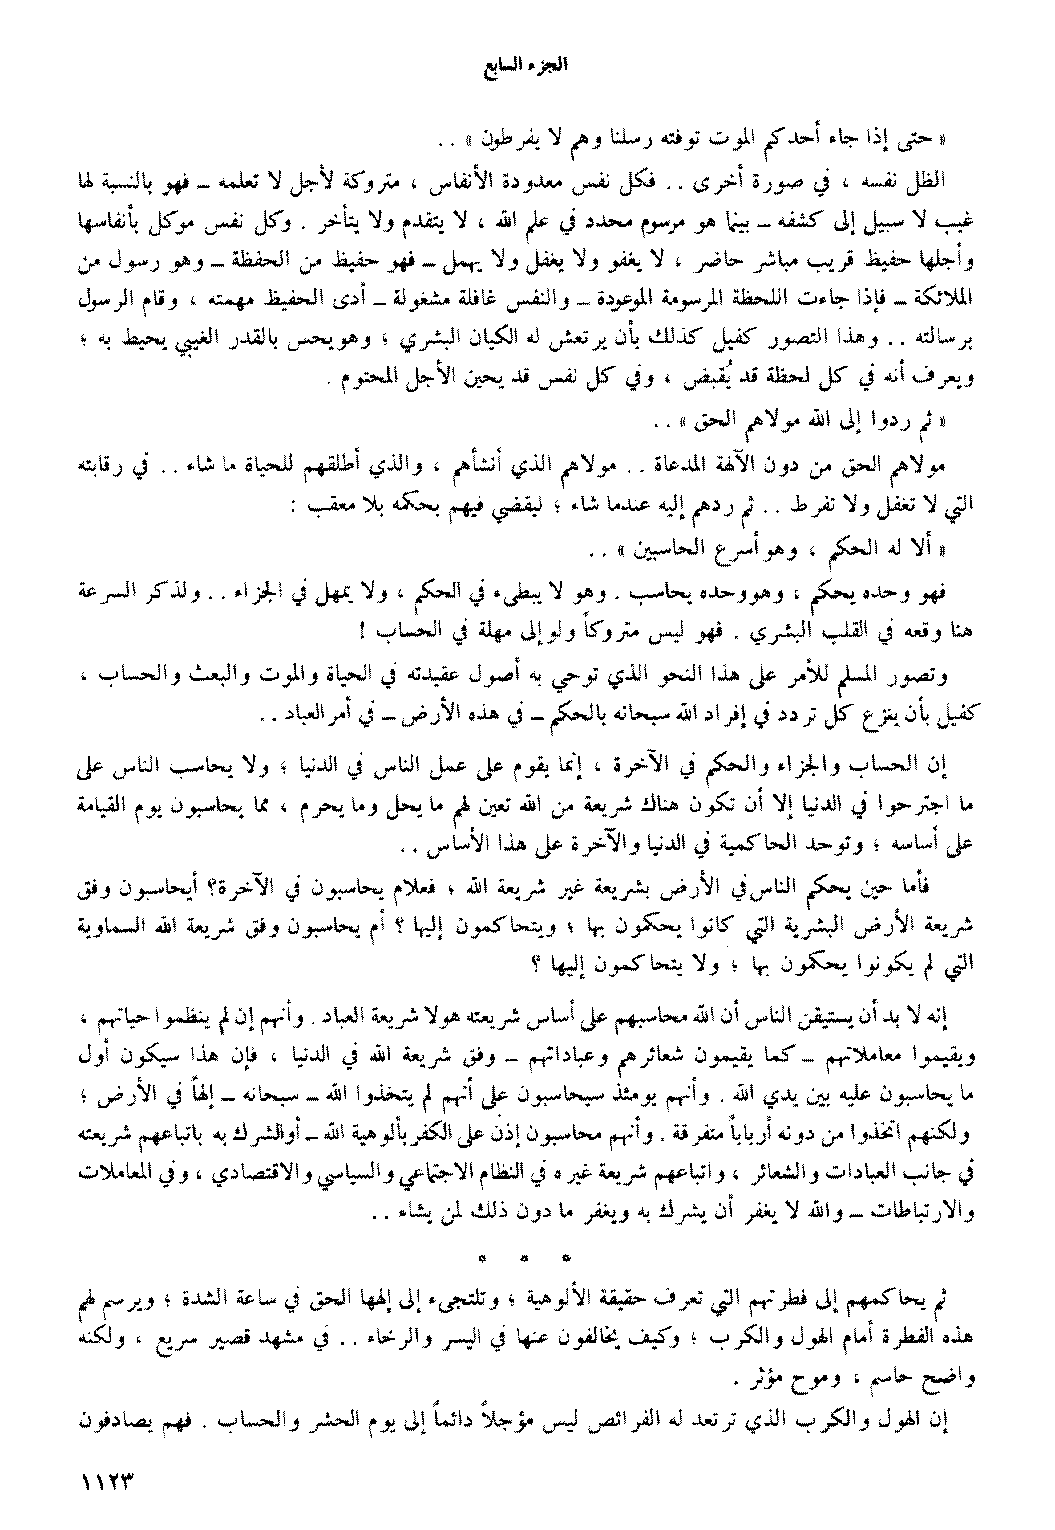 الجزء السابع
« حتى إذا جاء أحدكم الموت توفته رسلنا وهم لا يفرطون » . .
الظل نفسه ، في صورة أخرى . . فكل نفس معدودة الأنفاس ، متروكة لأجل لا تعلمه – فهو بالنسبة لها
غيب لا سبيل إلى كشفه – بينما هو مرسوم محدد في علم الله ، لا يتقدم ولا يتأخر . وكل نفس موكل بأنفاسها
وأجلها حفيظ قريب مباشر حاضر ، لا يغفو ولا يغفل ولا يهمل – فهو حفيظ من الحفظة – وهو رسول من
الملائكة – فإذا جاءت اللحظة المرسومة الموعودة – والنفس غافلة مشغولة – أدى الحفيظ مهمته ، وقام الرسول
برسالته . . وهذا التصور كفيل كذلك بأن يرتعش له الكيان البشري ؛ وهو يحس بالقدر الغيبي يحيط به ؛
ويعرف أنه في كل لحظة قد يُقبض ، وفي كل نفس قد يحين الأجل المحتوم .
« ثم ردوا إلى الله مولاهم الحق » . .
مولاهم الحق من دون الآلهة المدعاة . . مولاهم الذي أنشأهم ، والذي أطلقهم للحياة ما شاء . . في رقابته
التي لا تغفل ولا تفرط . . ثم ردهم إليه عندما شاء ؛ ليقضي فيهم بحكمه بلا معقب :
« ألا له الحكم ، وهو أسرع الحاسبين » . .
فهو وحده يحكم ، وهو وحده يحاسب . وهو لا يبطىء في الحكم ، ولا يمهل في الجزاء . . ولذكر السرعة
هنا وقعه في القلب البشري . فهو ليس متروكاً ولو إلى مهلة في الحساب !
وتصور المسلم للأمر على هذا النحو الذي توحي به أصول عقيدته في الحياة والموت والبعث والحساب ،
كفيل بأن ينزع كل تردد في إفراد الله سبحانه بالحكم – في هذه الأرض – في أمر العباد . .
إن الحساب والجزاء والحكم في الآخرة ، إنما يقوم على عمل الناس في الدنيا ؛ ولا يحاسب الناس على
ما اجترحوا في الدنيا إلا أن تكون هناك شريعة من الله تعين لهم ما يحل وما يحرم ، مما يحاسبون يوم القيامة
على أساسه ؛ وتوحد الحاكمية في الدنيا والآخرة على هذا الأساس . .
فأما حين يحكم الناس في الأرض بشريعة غير شريعة الله ؛ فعلام يحاسبون في الآخرة؟ أيحاسبون وفق
شريعة الأرض البشرية التي كانوا يحكمون بها ؛ ويتحاكمون إليها ؟ أم يحاسبون وفق شريعة الله السماوية
التي لم يكونوا يحكمون بها ؛ ولا يتحاكمون إليها ؟
إنه لا بد أن يستيقن الناس أن الله محاسبهم على أساس شريعته هو لا شريعة العباد . وأنهم إن لم ينظموا حياتهم ،
ويقيموا معاملاتهم – كما يقيمون شعائرهم وعباداتهم – وفق شريعة الله في الدنيا ، فإن هذا سيكون أول
ما يحاسبون عليه بين يدي الله . وأنهم يومئذ سيحاسبون على أنهم لم يتخذوا الله – سبحانه – إلهاً في الأرض ؛
ولكنهم اتخذوا من دونه أرباباً متفرقة . وأنهم محاسبون إذن على الكفر بألوهية الله – أو الشرك به باتباعهم شريعته
في جانب العبادات والشعائر ، واتباعهم شريعة غيره في النظام الاجتماعي والسياسي والاقتصادي ، وفي المعاملات
والارتباطات – والله لا يغفر أن يشرك به ويغفر ما دون ذلك لمن يشاء . .
* * *
ثم يحاكمهم إلى فطرتهم التي تعرف حقيقة الألوهية ؛ وتلتجىء إلى إلهها الحق في ساعة الشدة ؛ ويرسم لهم
هذه الفطرة أمام الهول والكرب ؛ وكيف يخالفون عنها في اليسر والرخاء . . في مشهد قصير سريع ، ولكنه
واضح حاسم ، وموح مؤثر .
إن الهول والكرب الذي ترتعد له الفرائص ليس مؤجلاً دائماً إلى يوم الحشر والحساب . فهم يصادفون
١١٢٣